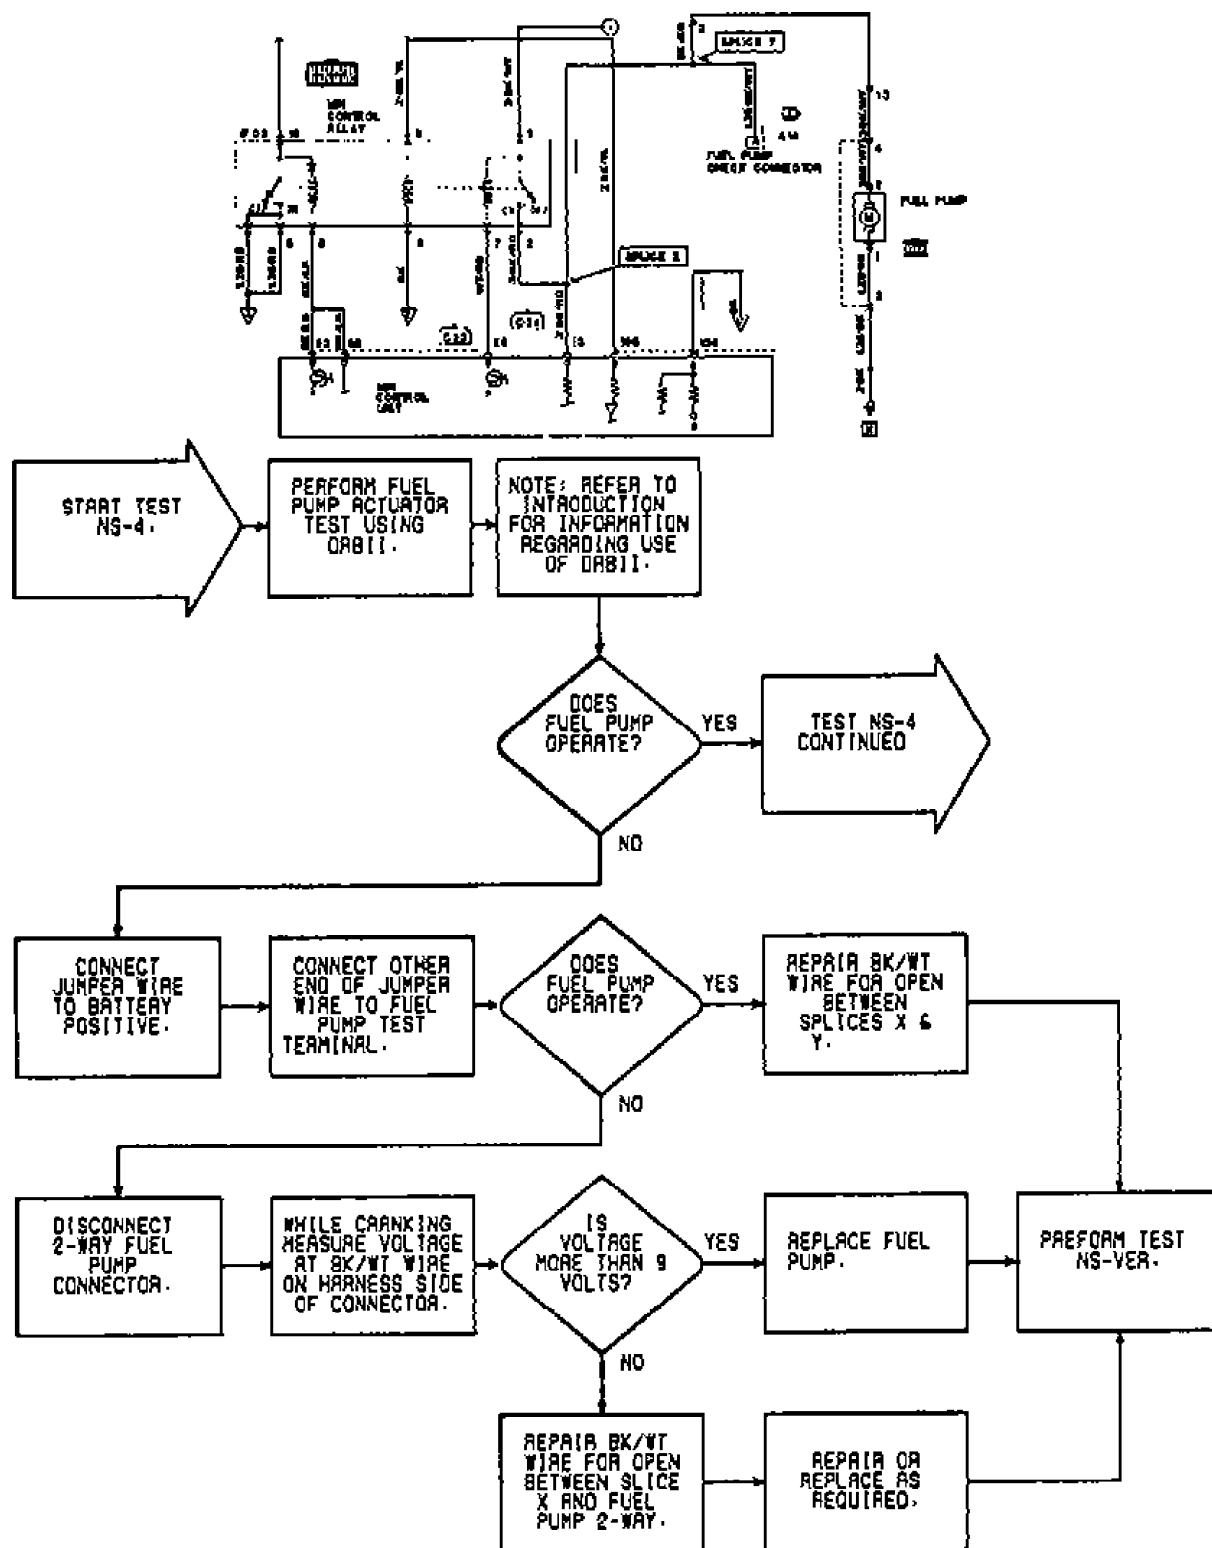 MPI
CONTROL
RELAY
FUEL PUMP
CHECK CONNECTOR
FUEL PUMP
CONTROL
UNIT
START TEST
NS-4.
PERFORM FUEL
PUMP ACTUATOR
TEST USING
DRBII.
NOTE: REFER TO
INTRODUCTION
FOR INFORMATION
REGARDING USE
OF DRBII.
DOES
FUEL PUMP
OPERATE?
YES
TEST NS-4
CONTINUED
NO
CONNECT
JUMPER WIRE
TO BATTERY
POSITIVE.
CONNECT OTHER
END OF JUMPER
WIRE TO FUEL
PUMP TEST
TERMINAL.
DOES
FUEL PUMP
OPERATE?
YES
REPAIR BK/WT
WIRE FOR OPEN
BETWEEN
SPLICES X &
Y.
NO
DISCONNECT
2-WAY FUEL
PUMP
CONNECTOR.
WHILE CRANKING
MEASURE VOLTAGE
AT BK/WT WIRE
ON HARNESS SIDE
OF CONNECTOR.
IS
VOLTAGE
MORE THAN 9
VOLTS?
YES
REPLACE FUEL
PUMP.
PREFORM TEST
NS-VER.
NO
REPAIR BK/WT
WIRE FOR OPEN
BETWEEN SLICE
X AND FUEL
PUMP 2-WAY.
REPAIR OR
REPLACE AS
REQUIRED.